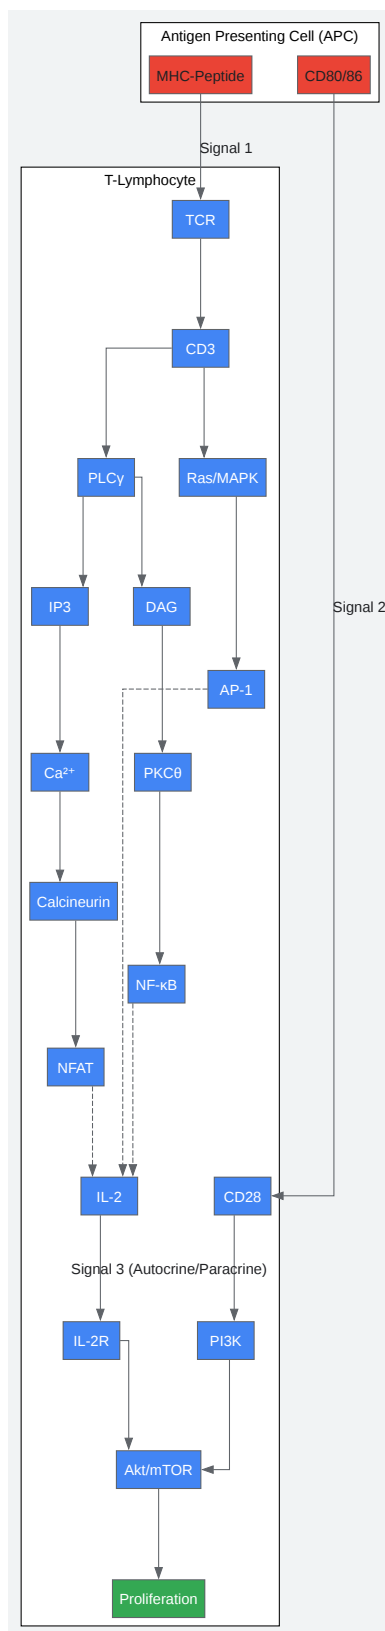 Antigen Presenting Cell (APC)
MHC-Peptide
CD80/86
Signal 1
T-Lymphocyte
TCR
CD3
PLCγ
Ras/MAPK
IP3
DAG
Signal 2
AP-1
Ca²⁺
PKCθ
Calcineurin
NF-κB
NFAT
IL-2
CD28
Signal 3 (Autocrine/Paracrine)
IL-2R
PI3K
Akt/mTOR
Proliferation